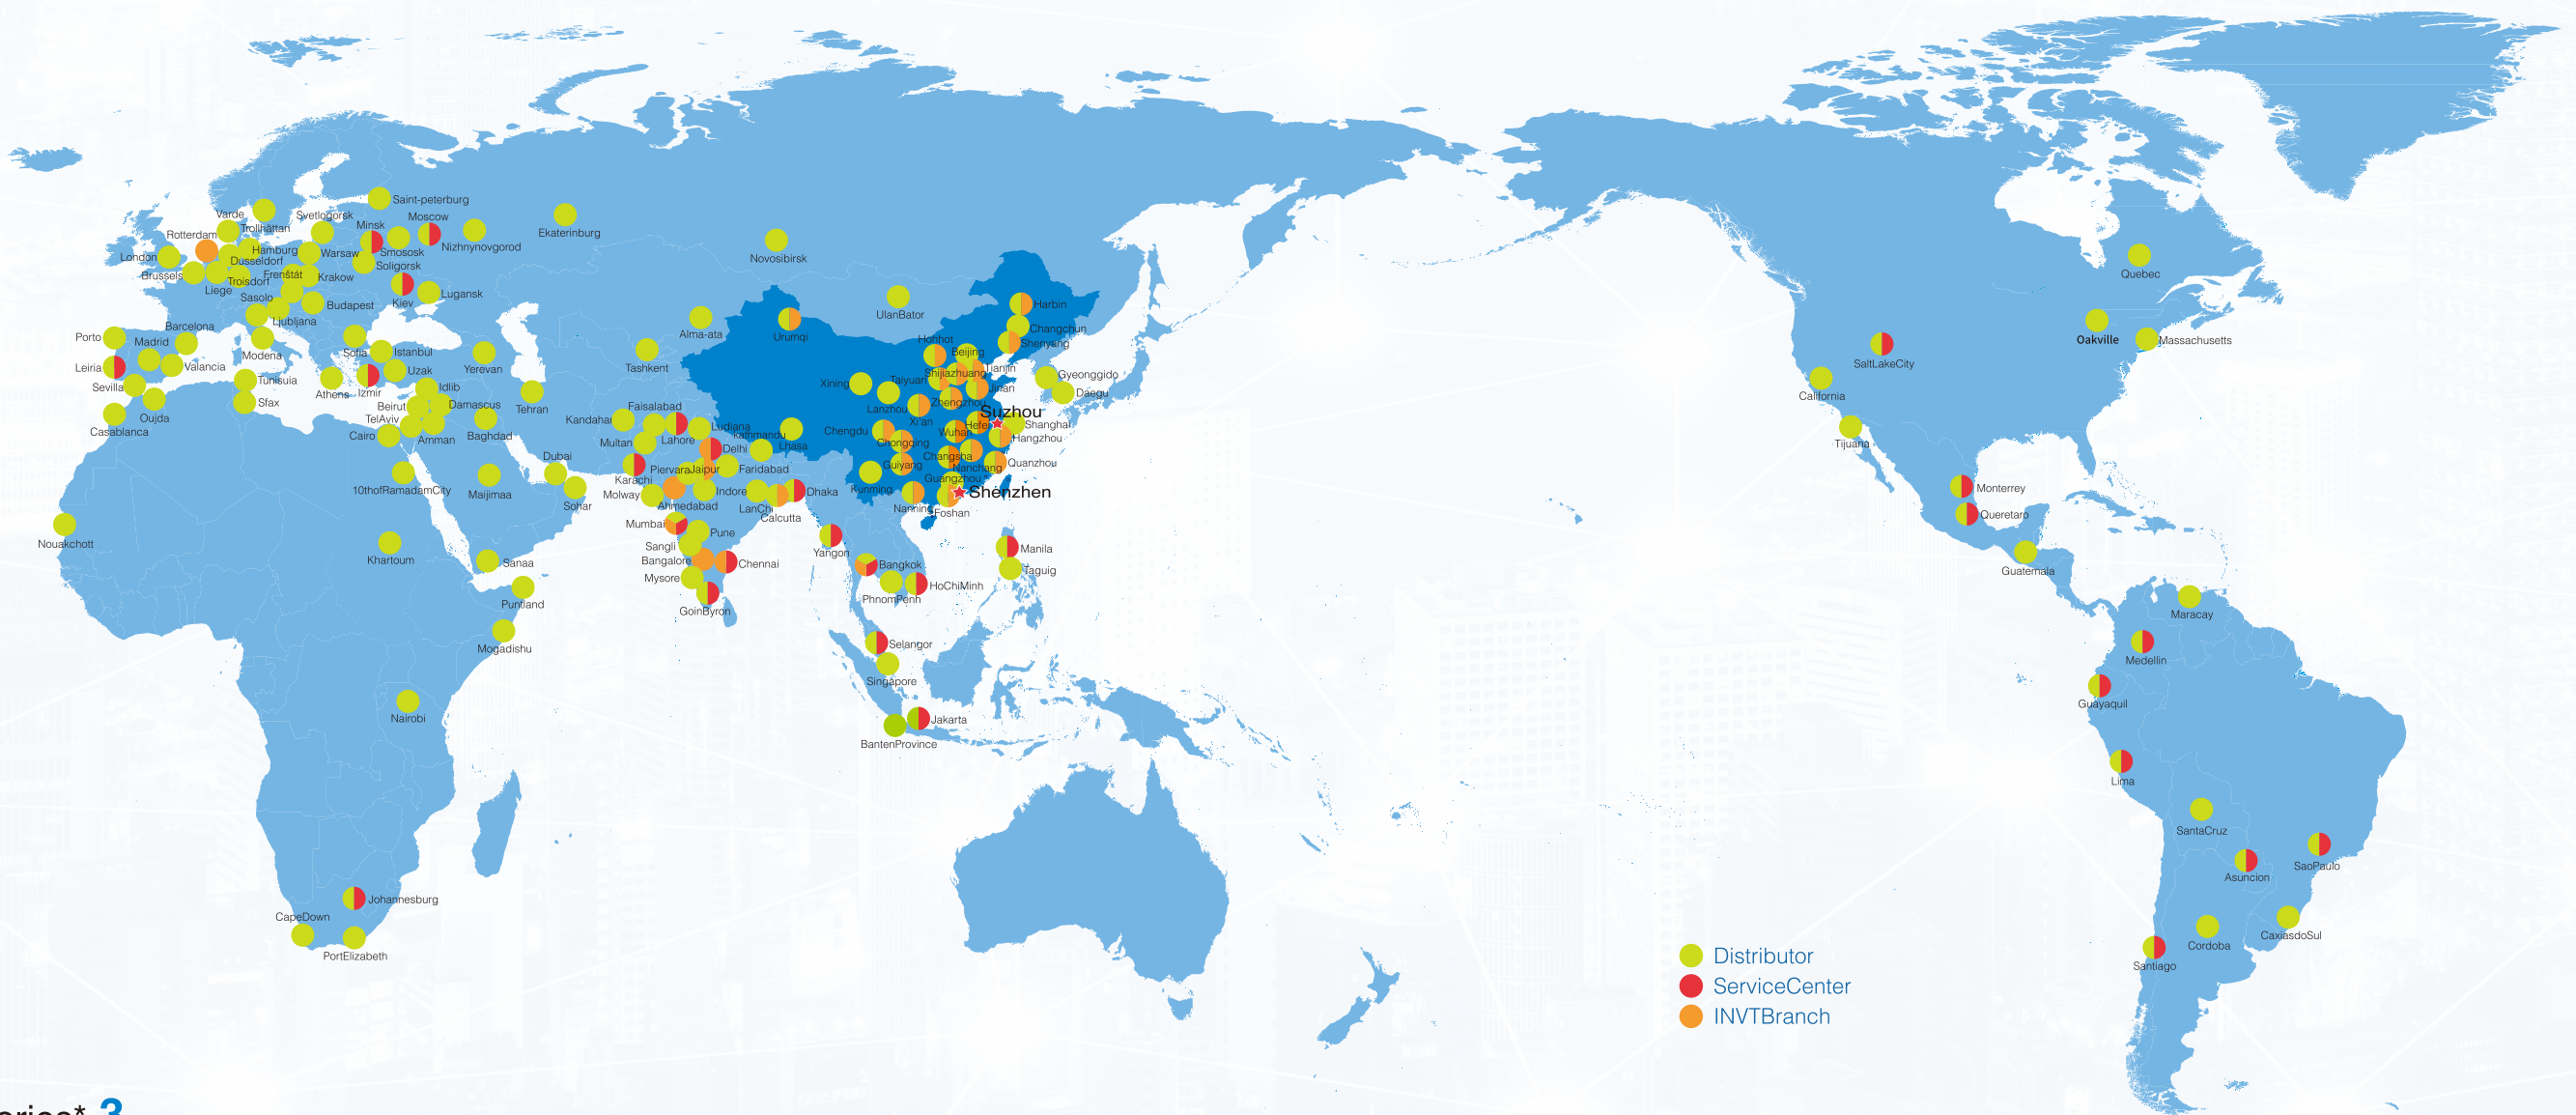 Saint-peterburg
Varde
Svetlogorsk
Moscow
Trollhattan
Minsk
Rotterdam
Ekaterinburg
Nizhnynovgorod
Hamburg
Warsaw
Smososk
London
Dusseldorf
Soligorsk
Novosibirsk
Brussels
Frenštát
Krakow
Troisdorf
Liege
Quebec
Sasolo
Kiev
Lugansk
Budapest
Harbin
UlanBator
Ljubljana
Barcelona
Changchun
Porto
Alma-ata
Urumqi
Madrid
Hohhot
Shenyang
Oakville
Massachusetts
Sofia
Istanbul
Beijing
Modena
Leiria
Valancia
Yerevan
Tashkent
Tianjin
SaltLakeCity
Uzak
Shijiazhuang
Gyeonggido
Tunisuia
Taiyuan
Xining
Sevilla
Idlib
Jinan
Athens
Izmir
Daegu
California
Sfax
Beirut
Damascus
Tehran
Faisalabad
Lanzhou
Zhengzhou
Suzhou
Oujda
TelAviv
Kandahar
Xi'an
Casablanca
Ludiana
Hefei
Shanghai
Cairo
Amman
Baghdad
Multan
Lahore
kathmandu
Lhasa
Chengdu
Wuhan
Hangzhou
Chongqing
Tijuana
Delhi
Dubai
Changsha
Piervara
Jaipur
Faridabad
Guiyang
Nanchang
Quanzhou
Karachi
Guangzhou
10thofRamadamCity
Maijimaa
Molway
Indore
Dhaka
Kunming
Shenzhen
Monterrey
Sohar
Ahmedabad
LanChi
Nanning
Foshan
Calcutta
Queretaro
Mumbai
Pune
Nouakchott
Sangli
Yangon
Manila
Khartoum
Sanaa
Bangalore
Chennai
Bangkok
Taguig
Guatemala
Mysore
HoChiMinh
PhnomPenh
Puntland
GoinByron
Maracay
Mogadishu
Selangor
Medellin
Singapore
Guayaquil
Nairobi
Jakarta
BantenProvince
Lima
SantaCruz
SaoPaulo
Asuncion
Johannesburg
CapeDown
CaxiasdoSul
Cordoba
PortElizabeth
Santiago
Distributor
ServiceCenter
INVTBranch
3